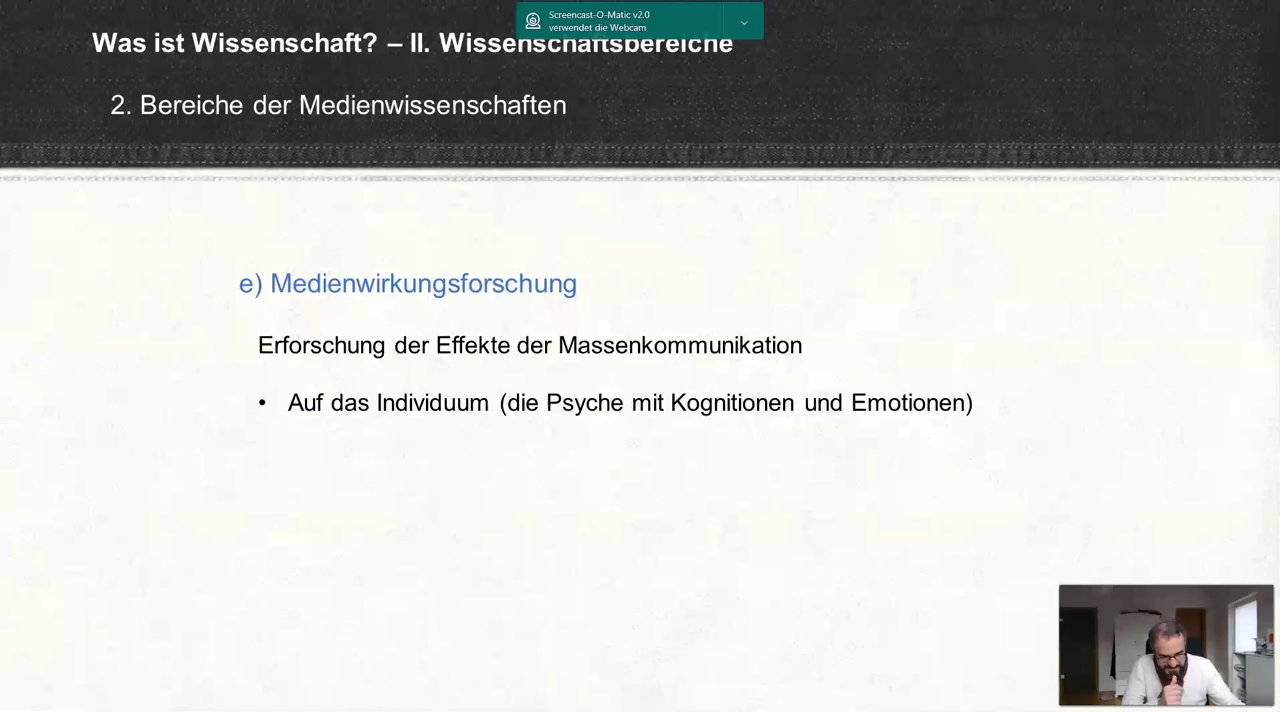 Screencast-O-Matic v2.0
verwendet die Webcam
Was ist Wissenschaft? – II. Wissenschaftsbereiche
2. Bereiche der Medienwissenschaften
e) Medienwirkungsforschung
Erforschung der Effekte der Massenkommunikation
• Auf das Individuum (die Psyche mit Kognitionen und Emotionen)